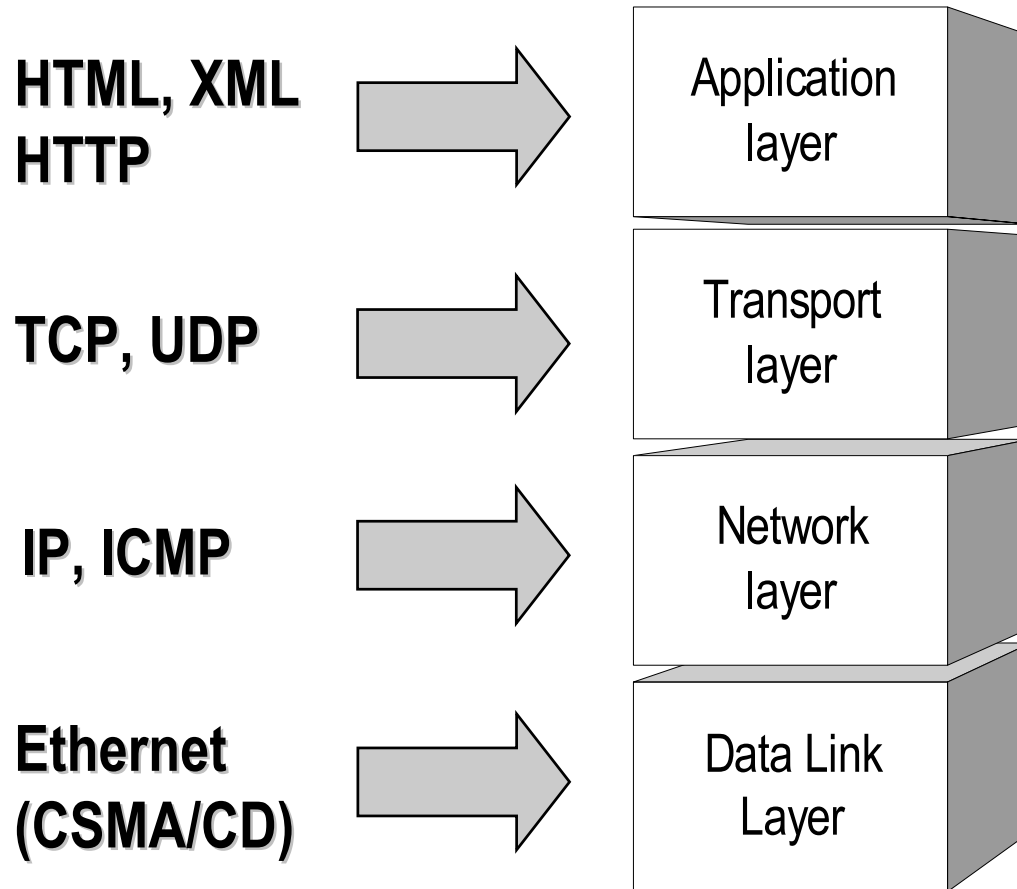 HTML, XML
HTTP
Application
layer
TCP, UDP
Transport
layer
IP, ICMP
Network
layer
Ethernet
(CSMA/CD)
Data Link
Layer